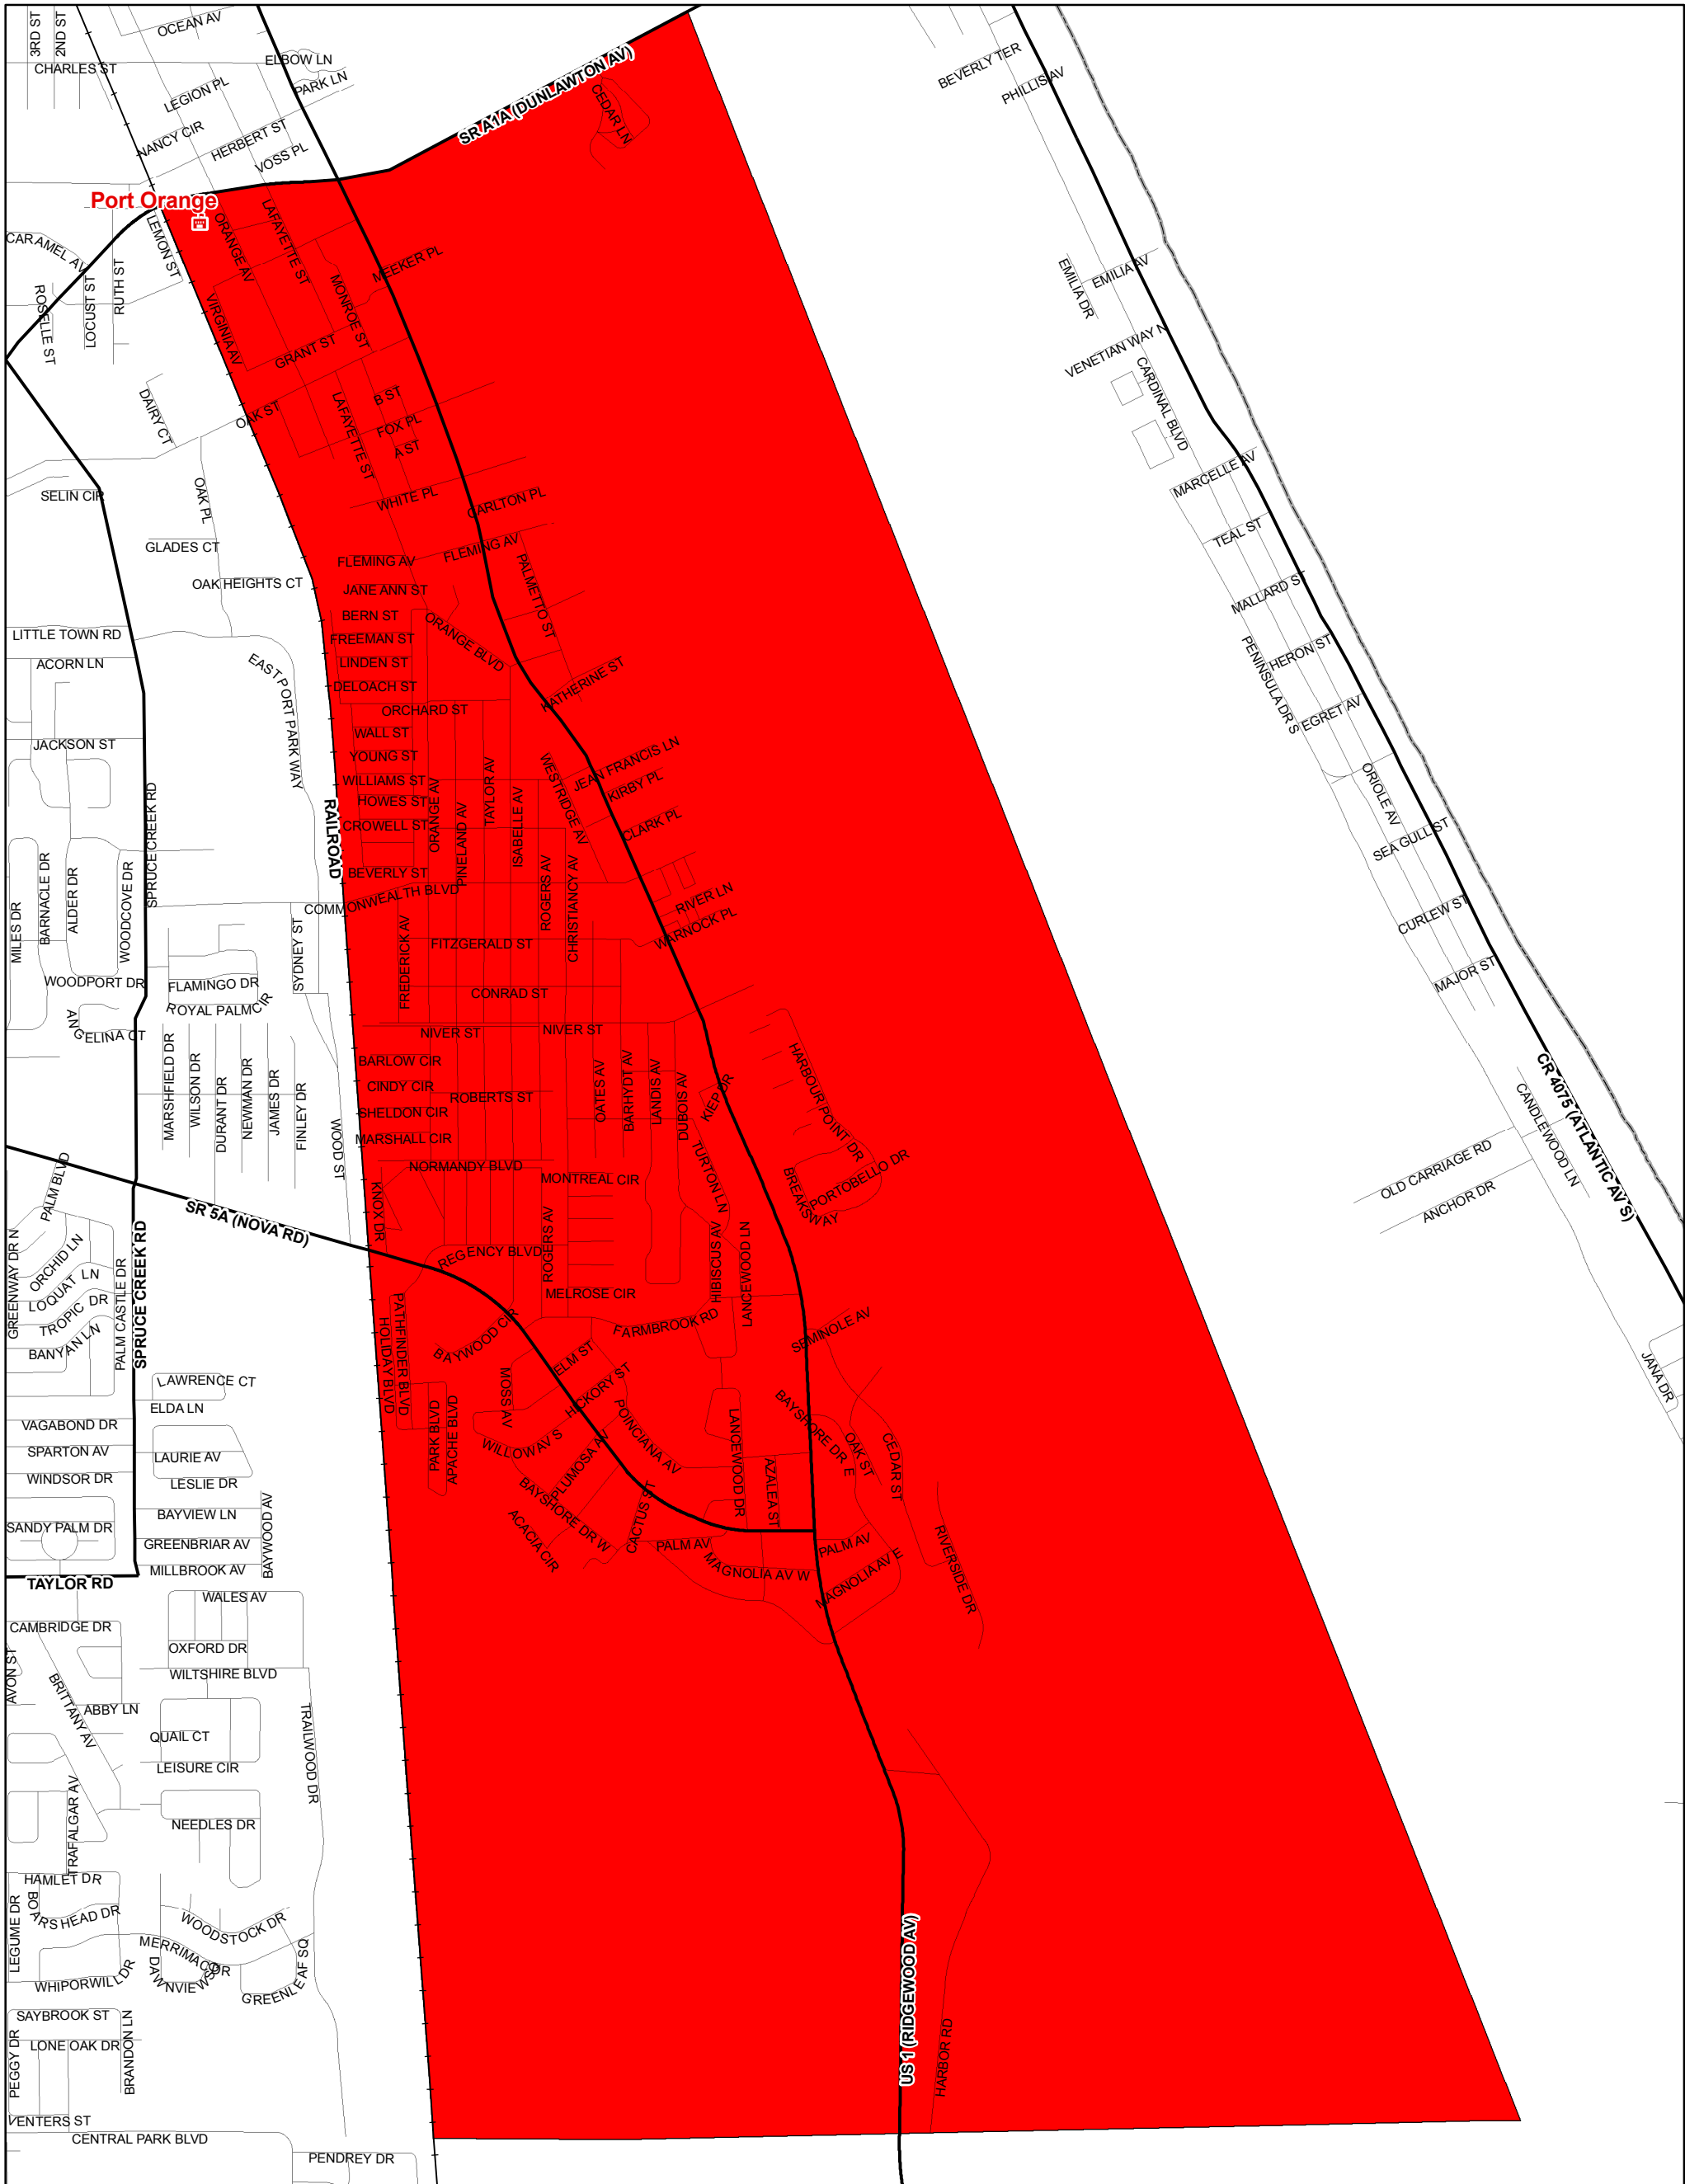 3RD ST
2ND ST
OCEAN AV
CHARLES ST
ELBOW LN
PARK LN
LEGION PL
NANCY CIR
HERBERT ST
VOSS PL
SR A1A (DUNLAWTON AV)
CEDAR LN
BEVERLY TER
PHILLIS AV
Port Orange
CARAMEL AV
LEMON ST
ORANGE AV
LAFAYETTE ST
MEEKER PL
MONROE ST
RUTH ST
LOCUST ST
ROSELLE ST
VIRGINIA AV
GRANT ST
EMILIA DR
EMILIA AV
VENETIAN WAY N
CARDINAL BLVD
DAIRY CT
OAK ST
LAFAYETTE ST
B ST
FOX PL
A ST
MARCELLE AV
SELIN CIR
OAK PL
WHITE PL
CARLTON PL
TEAL ST
GLADES CT
FLEMING AV
FLEMING AV
PALMETTO ST
OAK HEIGHTS CT
JANE ANN ST
MALLARD ST
BERN ST
ORANGE BLVD
LITTLE TOWN RD
FREEMAN ST
HERON ST
PENINSULA DR S
ACORN LN
EAST PORT PARK WAY
LINDEN ST
DELOACH ST
KATHERINE ST
ORCHARD ST
EGRET AV
JACKSON ST
WALL ST
YOUNG ST
WILLIAMS ST
TAYLOR AV
WESTRIDGE AV
JEAN FRANCIS LN
KIRBY PL
ORIOLE AV
SPRUCE CREEK RD
RAILROAD
HOWES ST
CROWELL ST
ORANGE AV
PINELAND AV
ISABELLE AV
CLARK PL
SEA GULL ST
BEVERLY ST
ROGERS AV
CHRISTIANCY AV
COMMONWEALTH BLVD
RIVER LN
WARNOCK PL
CURLEW ST
MILES DR
BARNACLE DR
ALDER DR
WOODCOVE DR
SYDNEY ST
FREDERICK AV
FITZGERALD ST
WOODPORT DR
FLAMINGO DR
CONRAD ST
MAJOR ST
ROYAL PALM CIR
ANGELINA CT
NIVER ST
NIVER ST
MARSHFIELD DR
WILSON DR
DURANT DR
NEWMAN DR
JAMES DR
FINLEY DR
WOOD ST
BARLOW CIR
CINDY CIR
ROBERTS ST
SHELDON CIR
MARSHALL CIR
OATES AV
BARHYDT AV
LANDIS AV
DUBOIS AV
KIEP DR
HARBOUR POINT DR
CR 4075 (ATLANTIC AV S)
CANDLEWOOD LN
OLD CARRIAGE RD
ANCHOR DR
NORMANDY BLVD
MONTREAL CIR
TURTON LN
BREAKSWAY
PORTOBELLO DR
PALM BLVD
KNOX DR
SR 5A (NOVA RD)
GREENWAY DR N
ORCHID LN
LOQUAT LN
TROPIC DR
BANYAN LN
PALM CASTLE DR
SPRUCE CREEK RD
REGENCY BLVD
ROGERS AV
HIBISCUS AV
LANCEWOOD LN
MELROSE CIR
PATHFINDER BLVD
HOLIDAY BLVD
BAYWOOD CIR
FARMBROOK RD
SEMINOLE AV
JANA DR
LAWRENCE CT
ELDA LN
VAGABOND DR
SPARTON AV
WINDSOR DR
LAURIE AV
LESLIE DR
MOSS AV
ELM ST
HICKORY ST
POINCIANA AV
PARK BLVD
APACHE BLVD
WILLOW AV S
PLUMOSA AV
LANCEWOOD DR
AZALEA ST
BAYSHORE DR E
OAK ST
CEDAR ST
BAYVIEW LN
SANDY PALM DR
GREENBRIAR AV
BAYWOOD AV
MILLBROOK AV
BAYSHORE DR W
ACACIA CIR
CACTUS ST
PALM AV
PALM AV
MAGNOLIA AV W
MAGNOLIA AV E
RIVERSIDE DR
TAYLOR RD
WALES AV
CAMBRIDGE DR
OXFORD DR
WILTSHIRE BLVD
AVON ST
BRITTANY AV
ABBY LN
QUAIL CT
TRAILWOOD DR
LEISURE CIR
TRAFALGAR AV
NEEDLES DR
HAMLET DR
BOARSHEAD DR
LEGUME DR
WOODSTOCK DR
MERRIMAC DR
DAWNVIEW SQ
WHIPORWILL DR
GREENLEAF SQ
US 1 (RIDGEWOOD AV)
HARBOR RD
SAYBROOK ST
LONE OAK DR
PEGGY DR
BRANDON LN
VENTERS ST
CENTRAL PARK BLVD
PENDREY DR